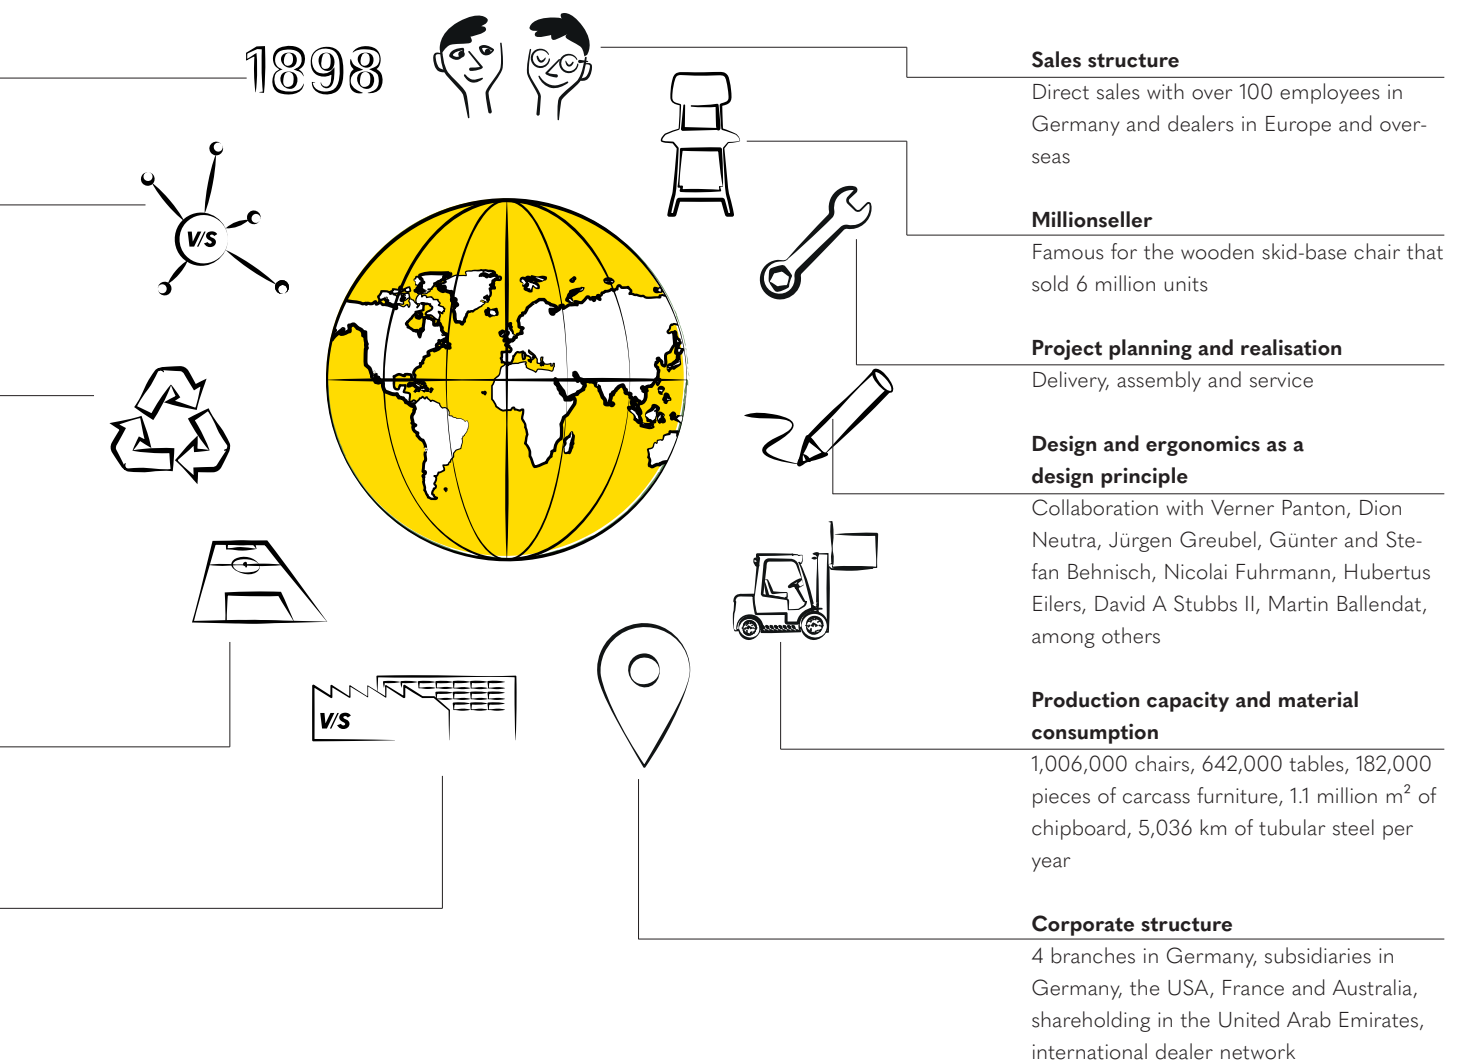 1898
Sales structure
Direct sales with over 100 employees in
Germany and dealers in Europe and over-
seas
V/S
Millionseller
Famous for the wooden skid-base chair that
sold 6 million units
Project planning and realisation
Delivery, assembly and service
Design and ergonomics as a
design principle
Collaboration with Verner Panton, Dion
Neutra, Jürgen Greubel, Günter and Ste-
fan Behnisch, Nicolai Fuhrmann, Hubertus
Eilers, David A Stubbs II, Martin Ballendat,
among others
V/S
Production capacity and material
consumption
1,006,000 chairs, 642,000 tables, 182,000
pieces of carcass furniture, 1.1 million m² of
chipboard, 5,036 km of tubular steel per
year
Corporate structure
4 branches in Germany, subsidiaries in
Germany, the USA, France and Australia,
shareholding in the United Arab Emirates,
international dealer network